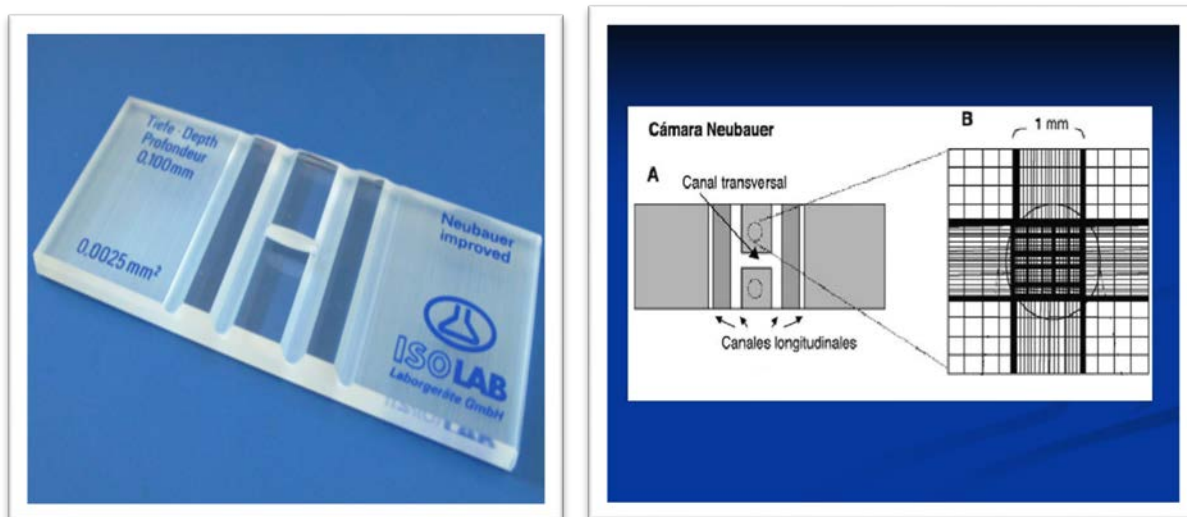 Tiefe · Depth
Profondeur
0.100mm
0.0025mm²
Neubauer
improved
ISOLAB
Laborgeräte GmbH
Cámara Neubauer
A
Canal transversal
Canales longitudinales
B
1 mm